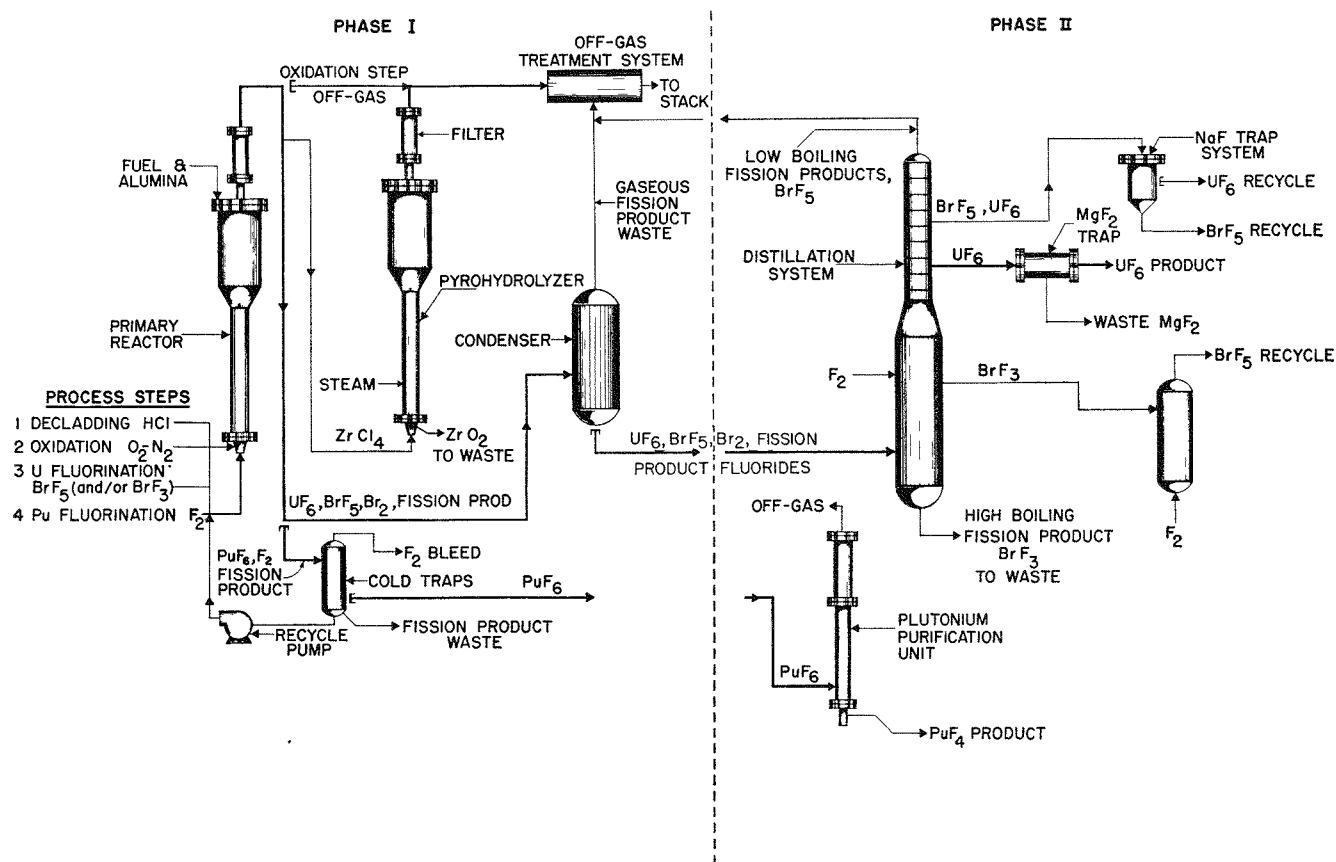 PHASE I
PHASE II
OXIDATION STEP
OFF-GAS
OFF-GAS
TREATMENT SYSTEM
TO
STACK
FILTER
FUEL &
ALUMINA
GASEOUS
FISSION
PRODUCT
WASTE
PYROHYDROLYZER
PRIMARY
REACTOR
CONDENSER
STEAM
PROCESS STEPS
1 DECLADDING HCl
2 OXIDATION O2-N2
3 U FLUORINATION
BrF5 (and/or BrF3)
4 Pu FLUORINATION F2
ZrCl4
ZrO2
TO WASTE
UF6, BrF5, Br2, FISSION PROD
UF6, BrF5, Br2, FISSION
PRODUCT FLUORIDES
PuF6, F2
FISSION
PRODUCT
F2 BLEED
COLD TRAPS
PuF6
FISSION PRODUCT
WASTE
RECYCLE
PUMP
LOW BOILING
FISSION PRODUCTS,
BrF5
NaF TRAP
SYSTEM
UF6 RECYCLE
BrF5, UF6
BrF5 RECYCLE
MgF2
TRAP
DISTILLATION
SYSTEM
UF6
UF6 PRODUCT
WASTE MgF2
F2
BrF3
BrF5 RECYCLE
F2
OFF-GAS
HIGH BOILING
FISSION PRODUCT
BrF3
TO WASTE
PLUTONIUM
PURIFICATION
UNIT
PuF6
PuF4 PRODUCT